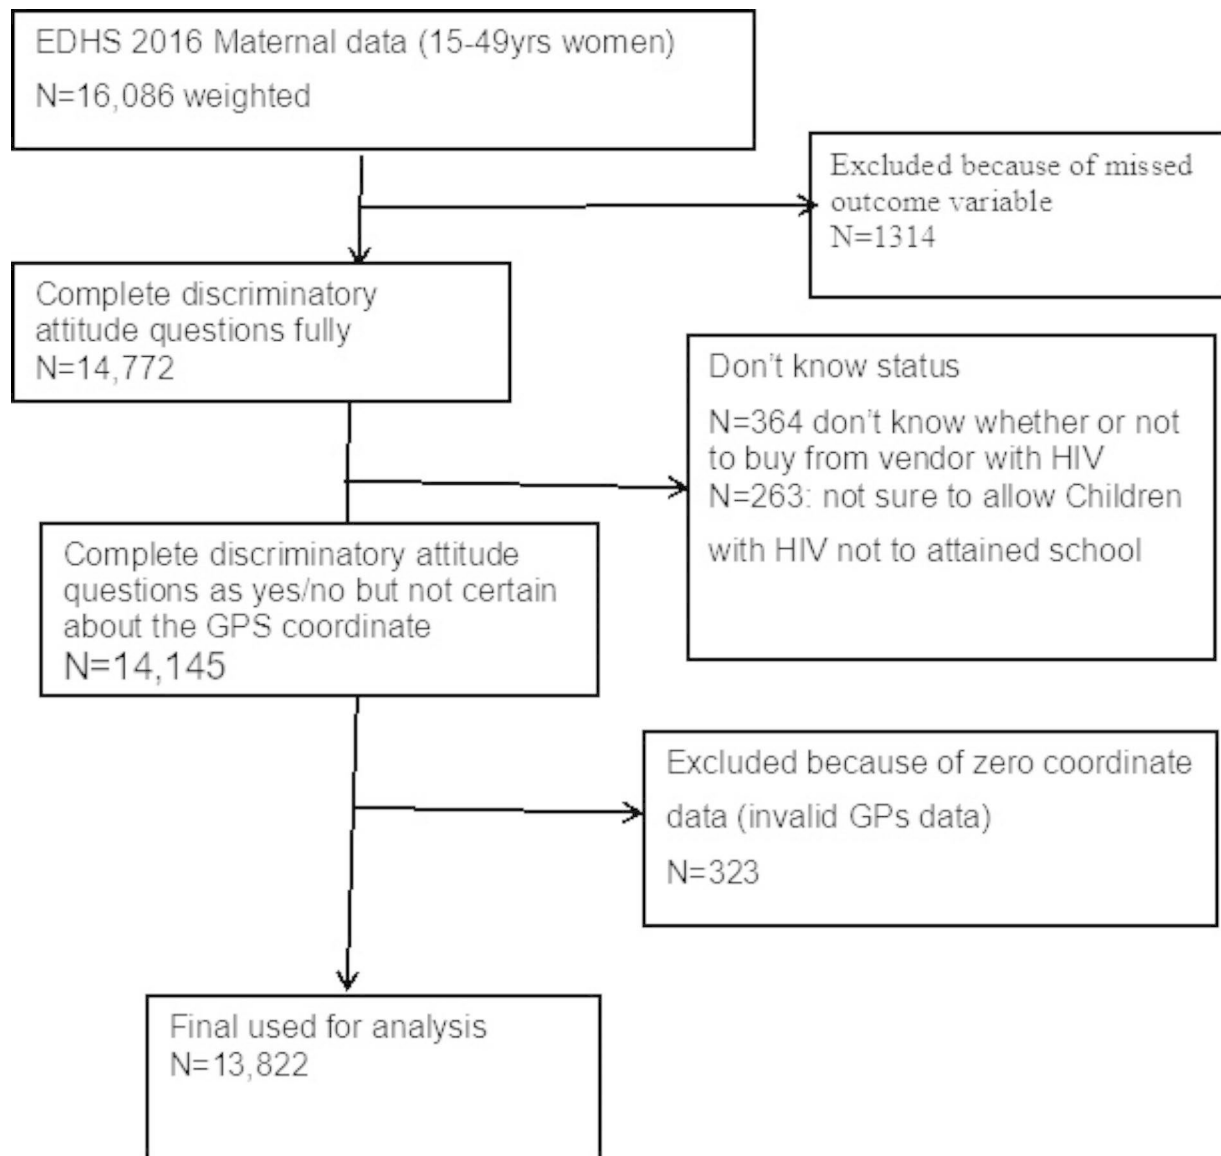 EDHS 2016 Maternal data (15-49yrs women)
N=16,086 weighted
Excluded because of missed
outcome variable
N=1314
Complete discriminatory
attitude questions fully
N=14,772
Don't know status
N=364 don't know whether or not
to buy from vendor with HIV
N=263: not sure to allow Children
with HIV not to attained school
Complete discriminatory attitude
questions as yes/no but not certain
about the GPS coordinate
N=14,145
Excluded because of zero coordinate
data (invalid GPs data)
N=323
Final used for analysis
N=13,822